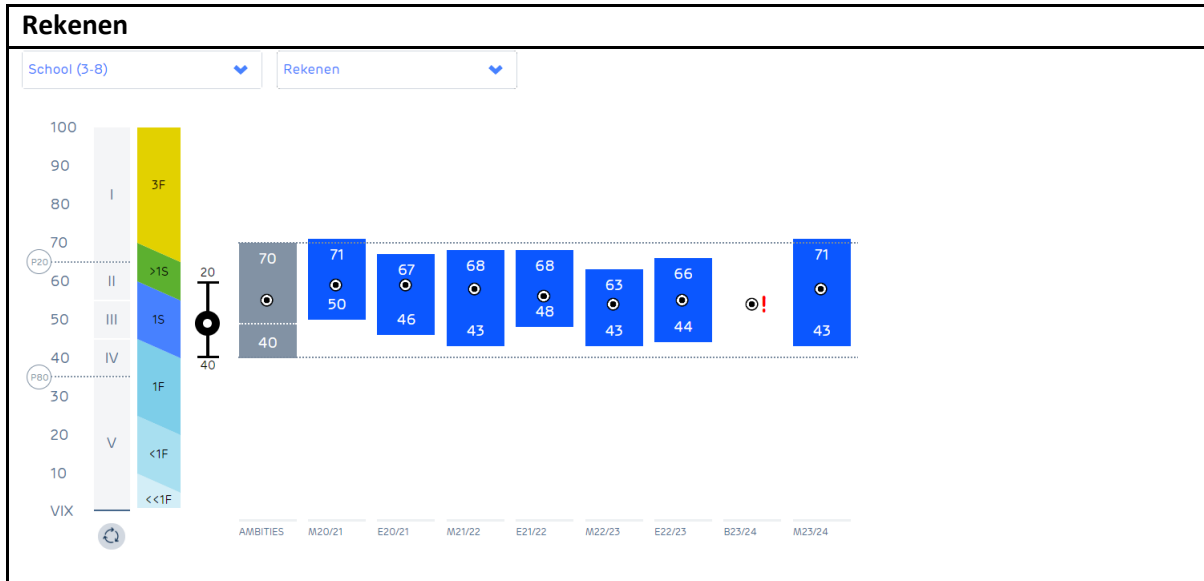 Rekenen
School (3-8) Rekenen
100
90
80
70
60
50
40
30
20
10
VIX
P20
P80
I
II
III
IV
V
3F
>1S
1S
1F
<1F
<<1F
20
40
70
40
71
50
67
46
68
43
68
48
63
43
66
44
!
71
43
AMBITIES M20/21 E20/21 M21/22 E21/22 M22/23 E22/23 B23/24 M23/24